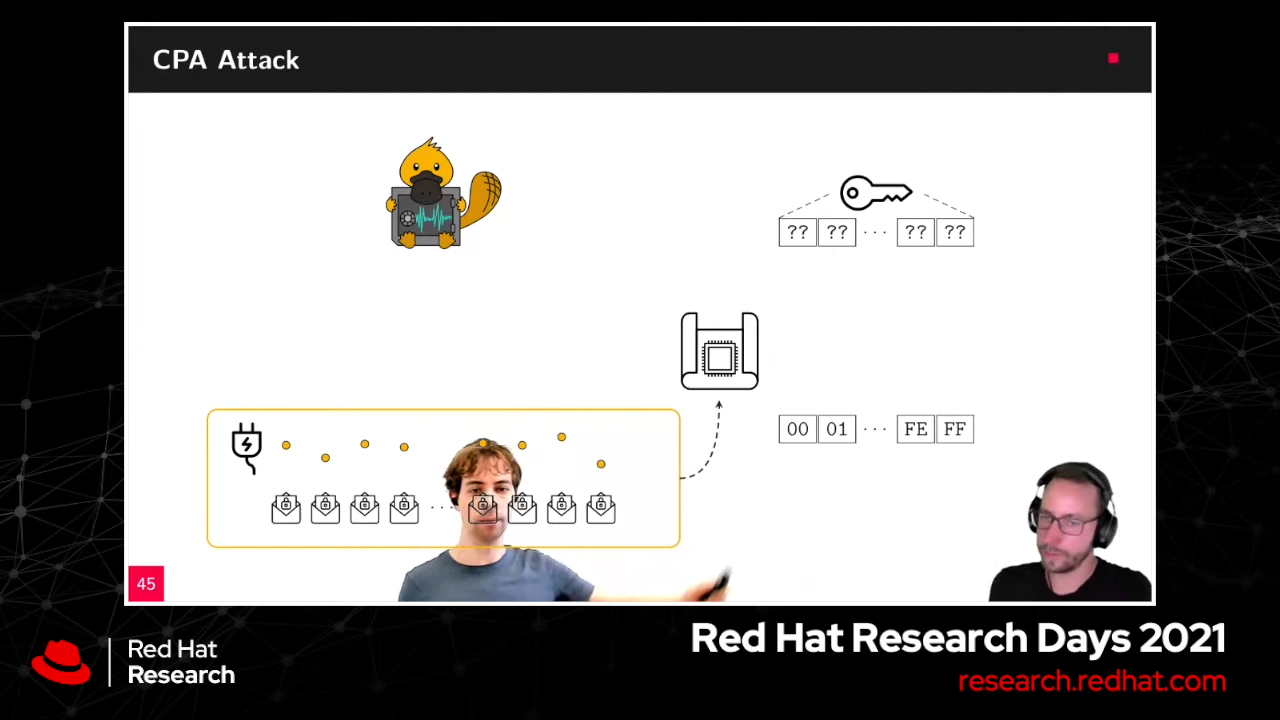 CPA Attack
?? ?? ··· ?? ??
00 01 ··· FE FF
45
Red Hat
Research
Red Hat Research Days 2021
research.redhat.com